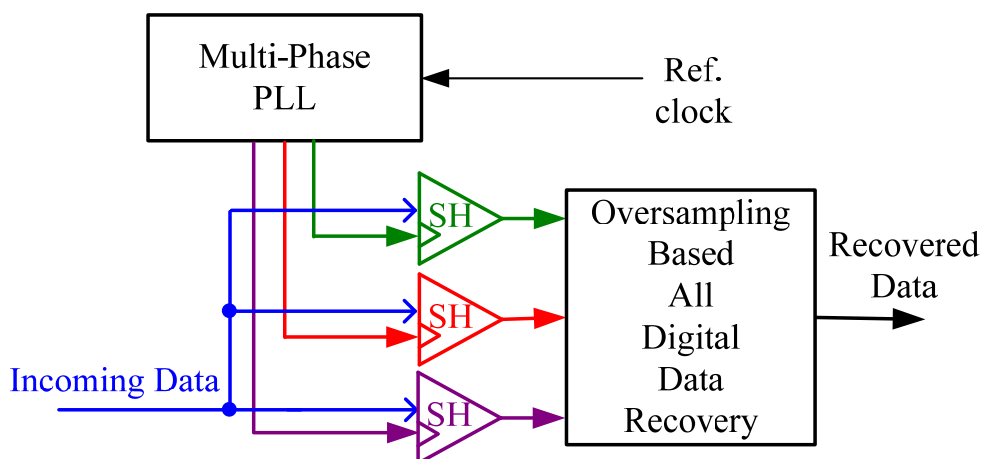 Multi-Phase
PLL
Ref.
clock
SH
Oversampling
Based
All
Digital
Data
Recovery
Recovered
Data
SH
Incoming Data
SH